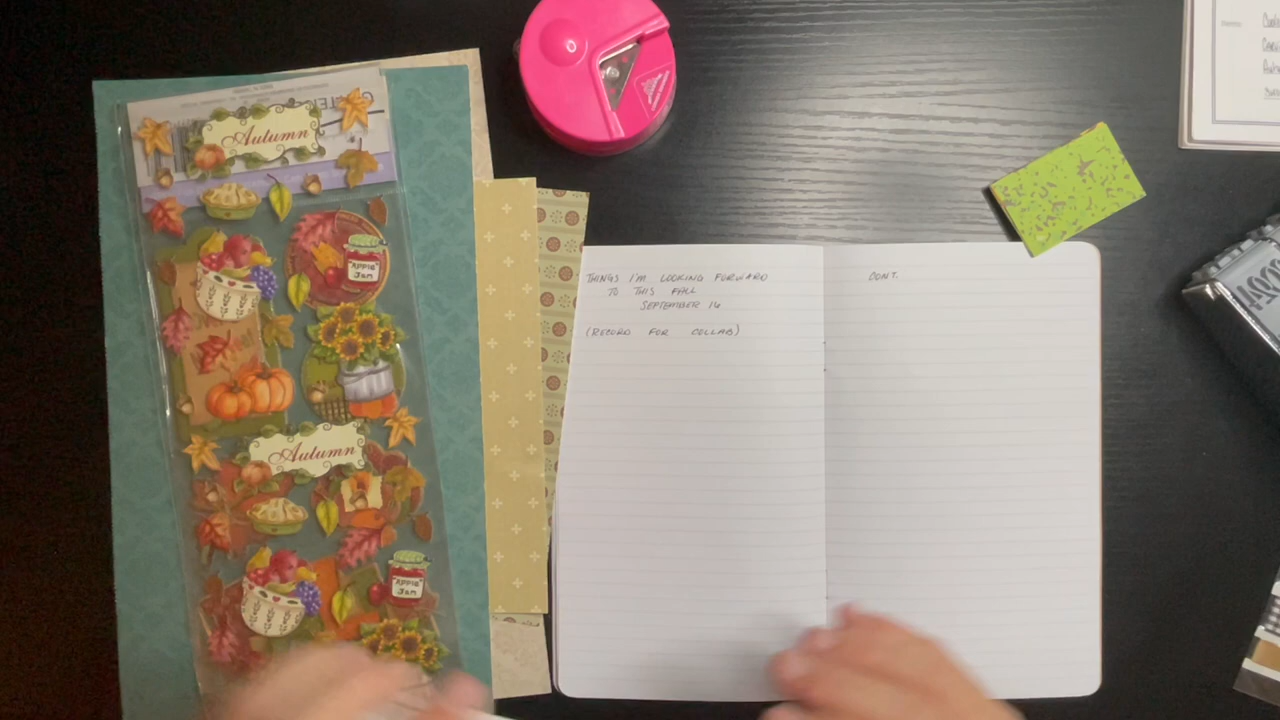 Autumn
"APPLE"
Jam
Autumn
"APPLE"
Jam
THINGS I'M LOOKING FORWARD
TO THIS FALL
SEPTEMBER 16
(RECORD FOR COLLAB)
CONT.